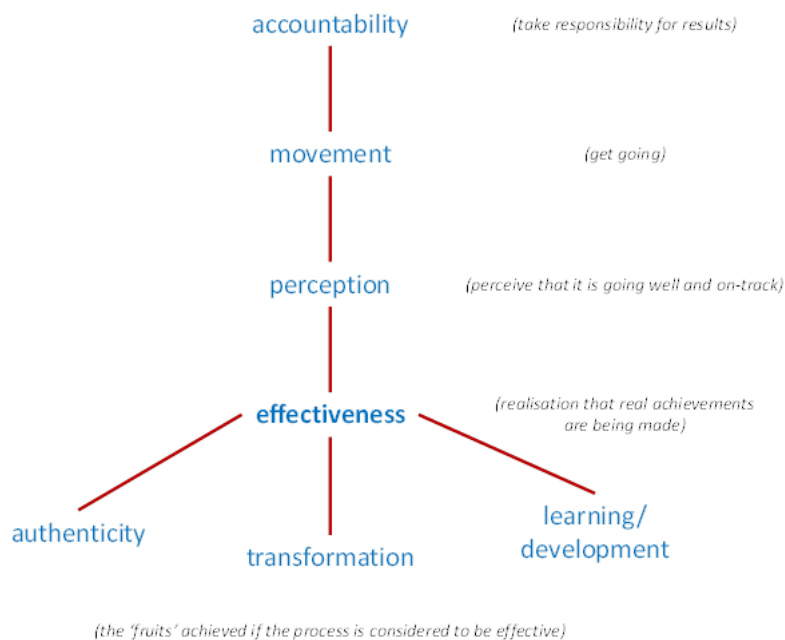 accountability (take responsibility for results)
movement (get going)
perception (perceive that it is going well and on-track)
effectiveness (realisation that real achievements
are being made)
authenticity
transformation
learning/
development
(the ‘fruits’ achieved if the process is considered to be effective)